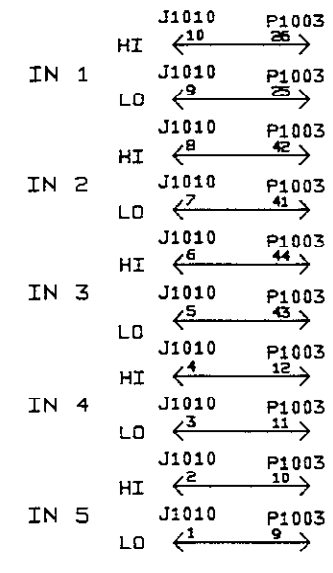 J1010 P1003
HI 10 26
IN 1
J1010 P1003
LO 9 25
J1010 P1003
HI 8 42
IN 2
J1010 P1003
LO 7 41
J1010 P1003
HI 6 44
IN 3
J1010 P1003
LO 5 43
J1010 P1003
HI 4 12
IN 4
J1010 P1003
LO 3 11
J1010 P1003
HI 2 10
IN 5
J1010 P1003
LO 1 9